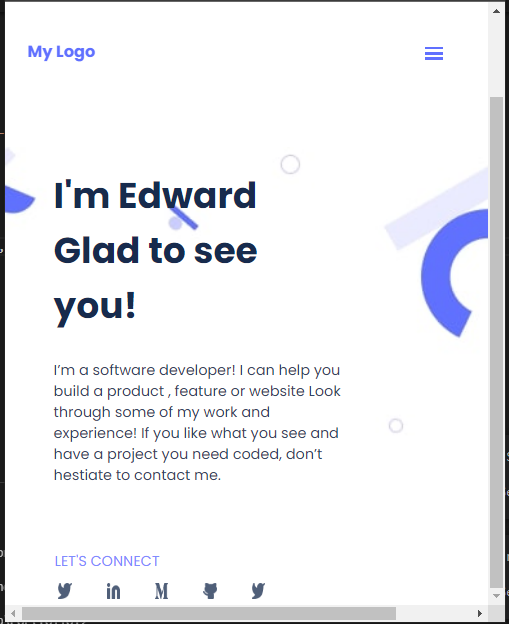 My Logo
I'm Edward
Glad to see
you!
I'm a software developer! I can help you
build a product , feature or website Look
through some of my work and
experience! If you like what you see and
have a project you need coded, don't
hestiate to contact me.
LET'S CONNECT